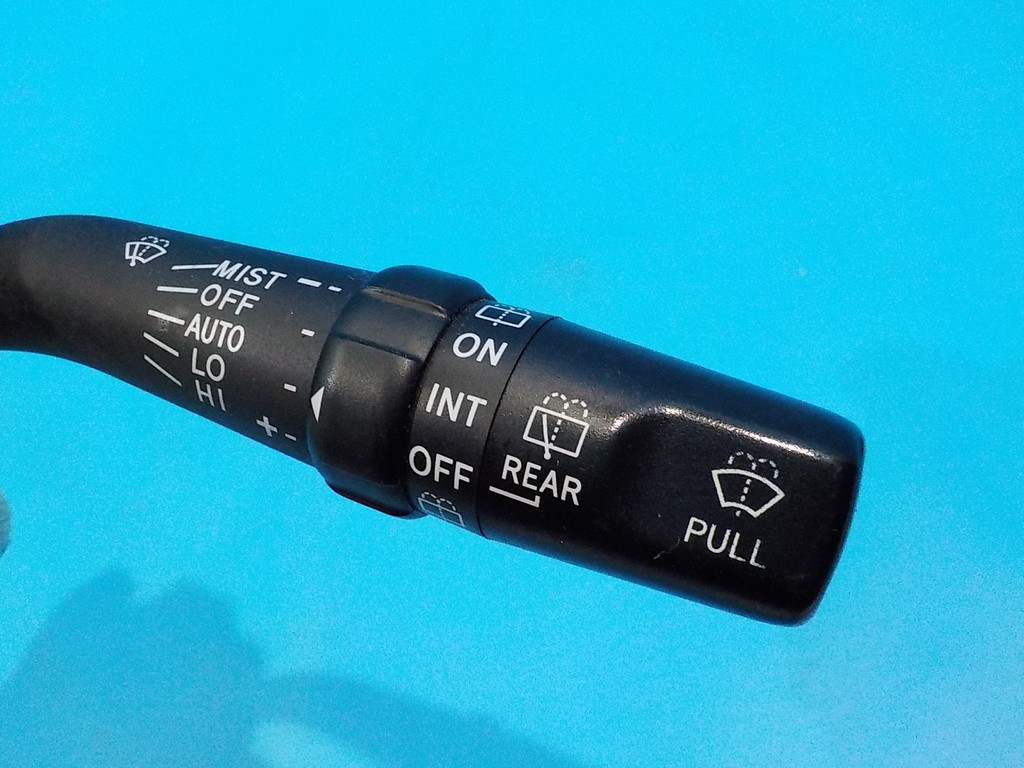 MIST
OFF
AUTO
LO
HI
+
ON
INT
OFF
REAR
PULL